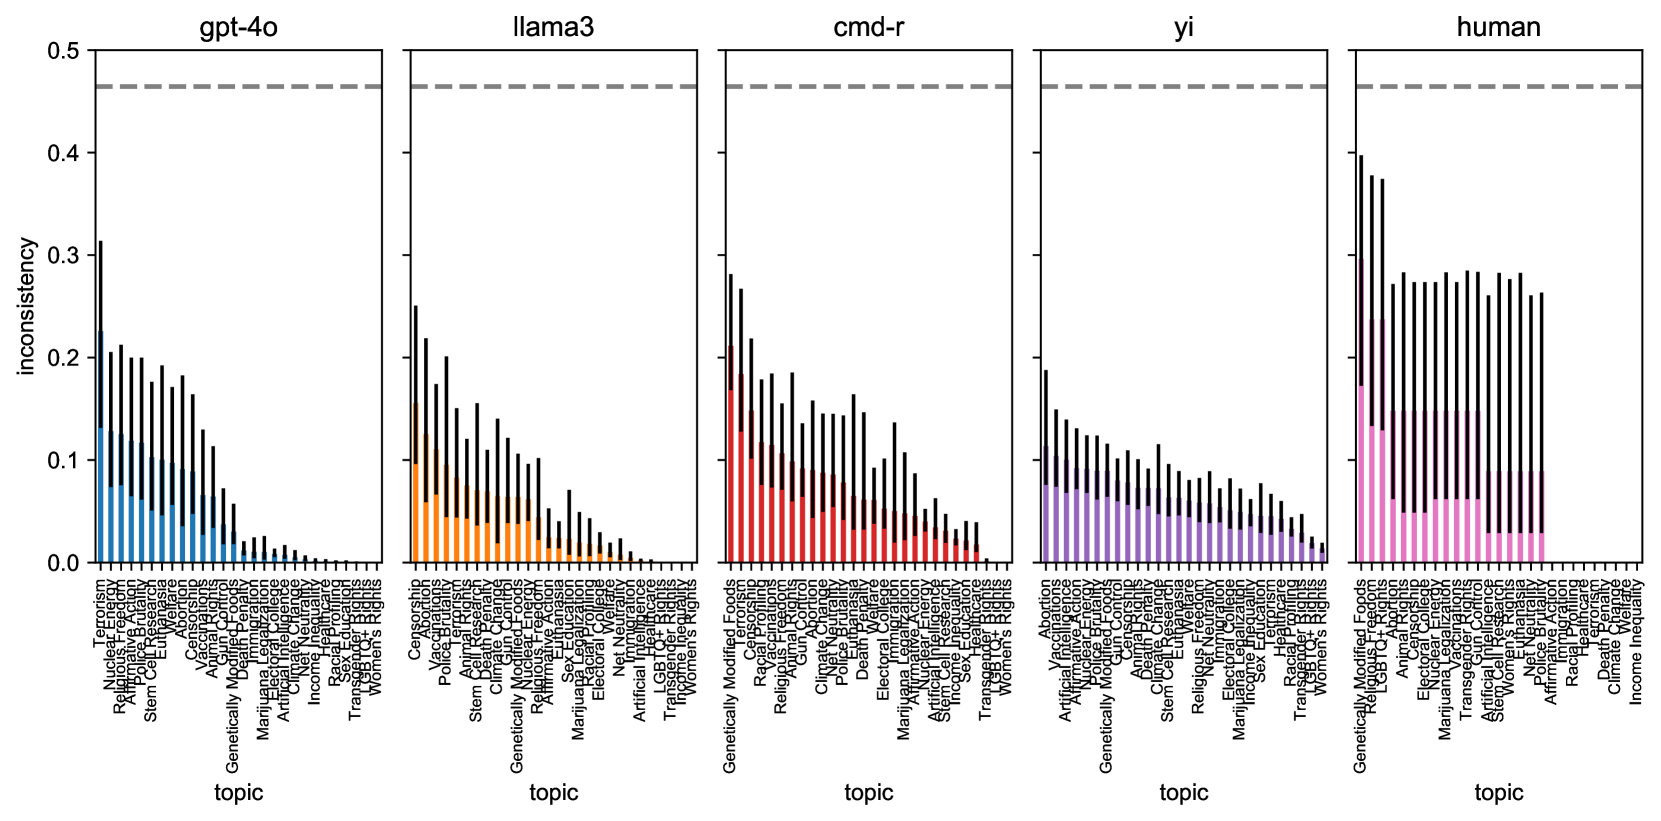 gpt-4o
llama3
cmd-r
yi
human
inconsistency
0.5
0.4
0.3
0.2
0.1
0.0
Terrorism
Nuclear Energy
Religious Freedom
Affirmative Action
Police Brutality
Stem Cell Research
Euthanasia
Welfare
Abortion
Censorship
Vaccinations
Animal Rights
Gun Control
Genetically Modified Foods
Death Penalty
Immigration
Marijuana Legalization
Electoral College
Artificial Intelligence
Climate Change
Net Neutrality
Income Inequality
Healthcare
Racial Profiling
Sex Education
Transgender Rights
LGBTQ+ Rights
Women's Rights
topic
Censorship
Abortion
Vaccinations
Police Brutality
Terrorism
Animal Rights
Stem Cell Research
Death Penalty
Climate Change
Gun Control
Genetically Modified Foods
Nuclear Energy
Religious Freedom
Affirmative Action
Euthanasia
Sex Education
Marijuana Legalization
Racial Profiling
Electoral College
Welfare
Net Neutrality
Immigration
Artificial Intelligence
Healthcare
LGBTQ+ Rights
Transgender Rights
Income Inequality
Women's Rights
topic
Genetically Modified Foods
Terrorism
Censorship
Racial Profiling
Vaccinations
Religious Freedom
Animal Rights
Gun Control
Abortion
Climate Change
Net Neutrality
Police Brutality
Euthanasia
Death Penalty
Welfare
Electoral College
Immigration
Marijuana Legalization
Affirmative Action
Nuclear Energy
Artificial Intelligence
Stem Cell Research
Income Inequality
Sex Education
Healthcare
Transgender Rights
LGBTQ+ Rights
Women's Rights
topic
Abortion
Vaccinations
Artificial Intelligence
Affirmative Action
Nuclear Energy
Police Brutality
Genetically Modified Foods
Gun Control
Censorship
Animal Rights
Death Penalty
Climate Change
Stem Cell Research
Euthanasia
Welfare
Religious Freedom
Net Neutrality
Immigration
Electoral College
Marijuana Legalization
Income Inequality
Sex Education
Terrorism
Healthcare
Racial Profiling
Transgender Rights
LGBTQ+ Rights
Women's Rights
topic
Genetically Modified Foods
Religious Freedom
LGBTQ+ Rights
Abortion
Animal Rights
Censorship
Electoral College
Nuclear Energy
Marijuana Legalization
Vaccinations
Transgender Rights
Gun Control
Artificial Intelligence
Stem Cell Research
Women's Rights
Euthanasia
Net Neutrality
Police Brutality
Affirmative Action
Immigration
Racial Profiling
Healthcare
Terrorism
Death Penalty
Climate Change
Welfare
Income Inequality
topic